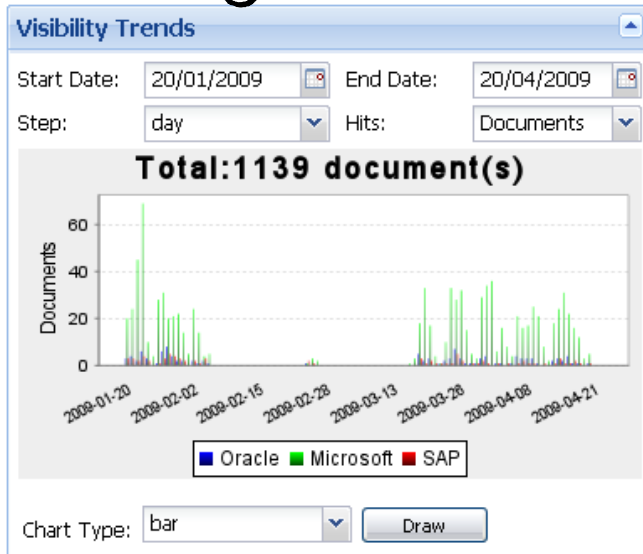 Visibility Trends
Start Date: 20/01/2009 End Date: 20/04/2009
Step: day Hits: Documents
Total:1139 document(s)
Documents
60
40
20
0
2009-01-20 2009-02-02 2009-02-15 2009-02-28 2009-03-13 2009-03-26 2009-04-08 2009-04-21
Oracle Microsoft SAP
Chart Type: bar Draw